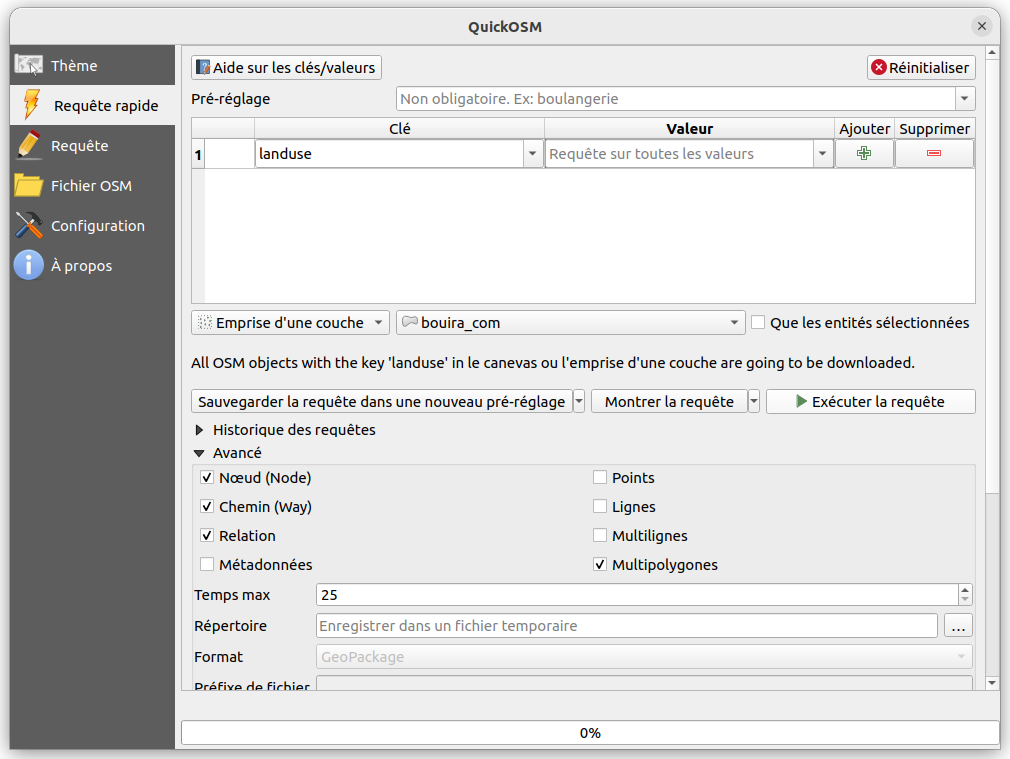 QuickOSM
Thème
Requête rapide
Requête
Fichier OSM
Configuration
À propos
Aide sur les clés/valeurs
Réinitialiser
Pré-réglage
Non obligatoire. Ex: boulangerie
Clé Valeur Ajouter Supprimer
1 landuse Requête sur toutes les valeurs
Emprise d'une couche bouira_com Que les entités sélectionnées
All OSM objects with the key 'landuse' in le canevas ou l'emprise d'une couche are going to be downloaded.
Sauvegarder la requête dans une nouveau pré-réglage Montrer la requête Exécuter la requête
Historique des requêtes
Avancé
Nœud (Node) Points
Chemin (Way) Lignes
Relation Multilignes
Métadonnées Multipolygones
Temps max 25
Répertoire Enregistrer dans un fichier temporaire ...
Format GeoPackage
Préfixe de fichier
0%